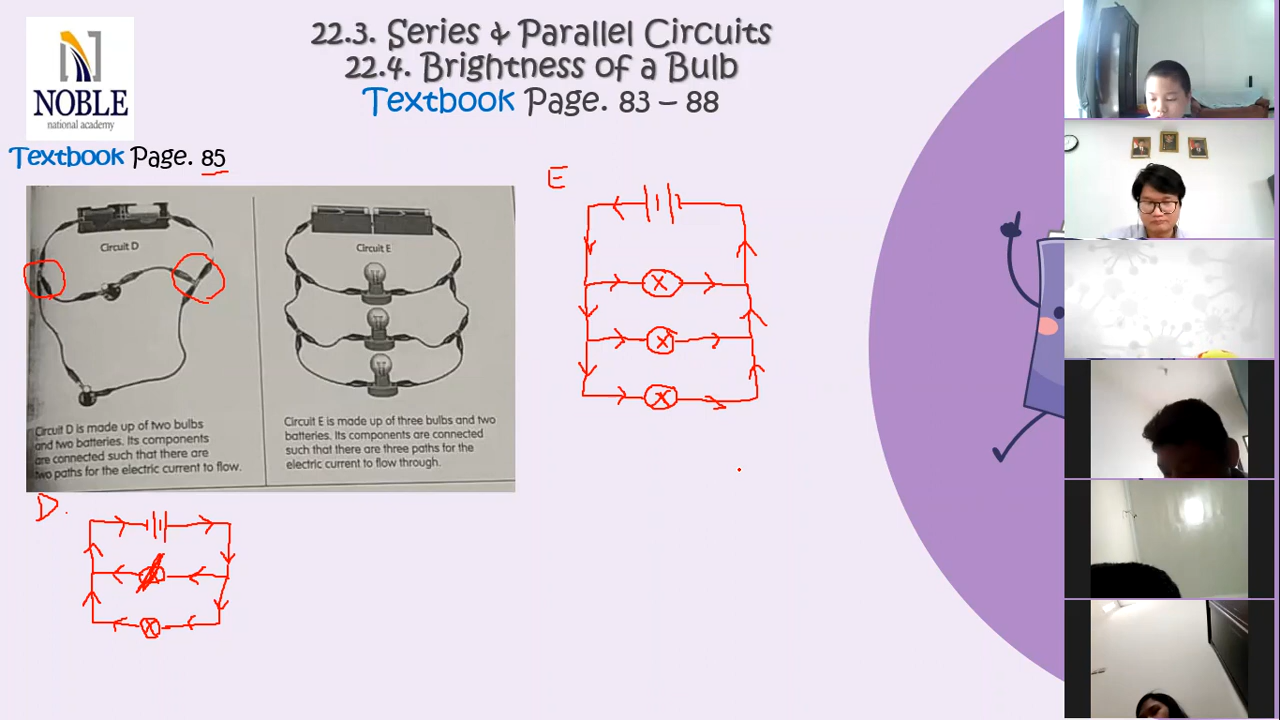 22.3. Series & Parallel Circuits
22.4. Brightness of a Bulb
Textbook Page. 83 – 88
NOBLE
national academy
Textbook Page. 85
Circuit D
Circuit D is made up of two bulbs
and two batteries. Its components
are connected such that there are
two paths for the electric current to flow.
Circuit E
Circuit E is made up of three bulbs and two
batteries. Its components are connected
such that there are three paths for the
electric current to flow through.
E
D.